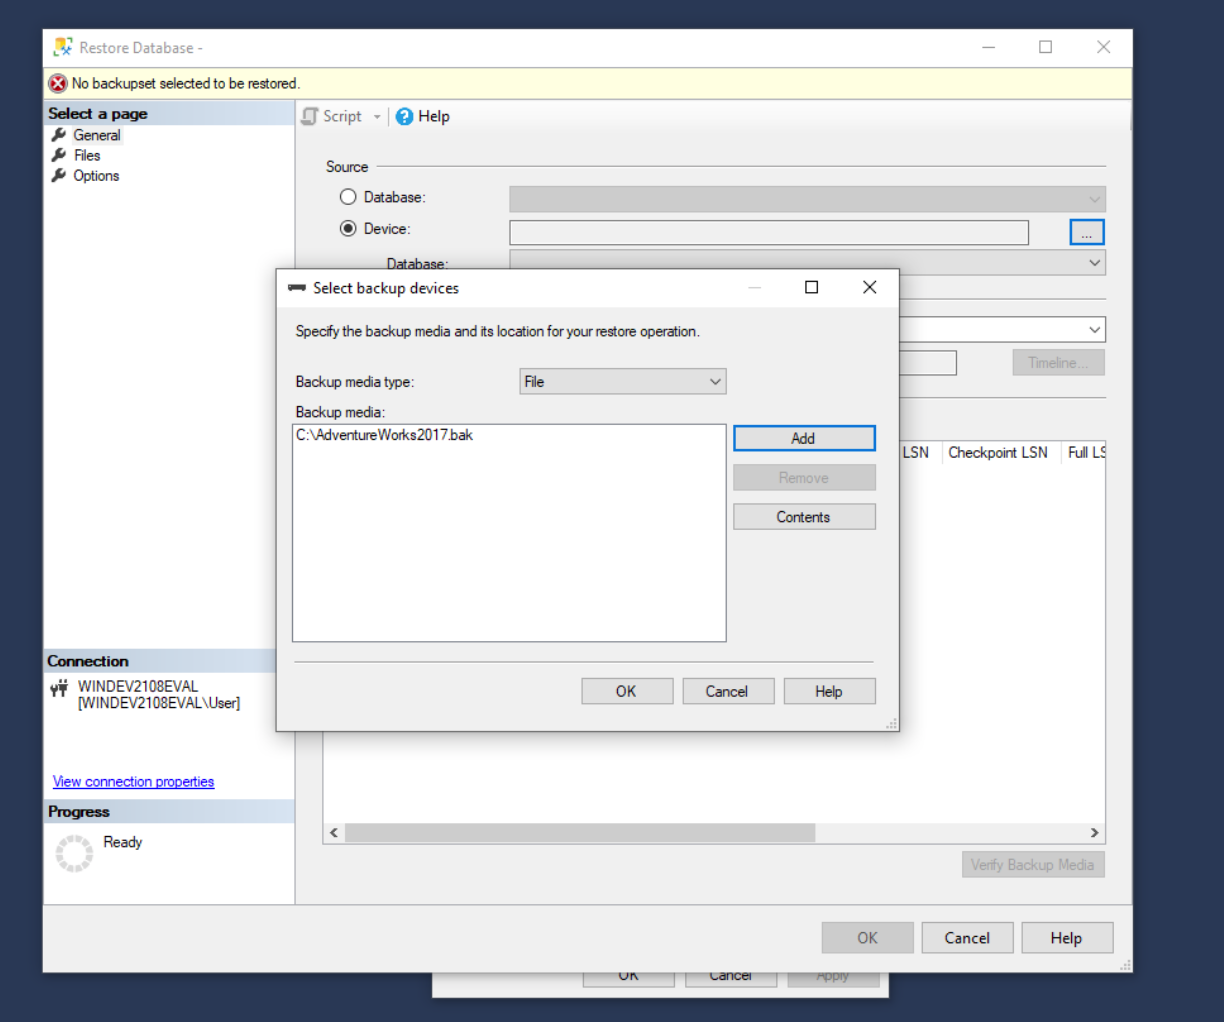 Restore Database -
No backupset selected to be restored.
Select a page
General
Files
Options
Script
Help
Source
Database:
Device:
...
Database:
Select backup devices
Specify the backup media and its location for your restore operation.
Backup media type:
File
Backup media:
C:\AdventureWorks2017.bak
Add
Remove
Contents
OK
Cancel
Help
Timeline...
LSN
Checkpoint LSN
Full LS
Connection
WINDEV2108EVAL
[WINDEV2108EVAL\User]
View connection properties
Progress
Ready
Verify Backup Media
OK
Cancel
Help
OK
Cancel
Apply